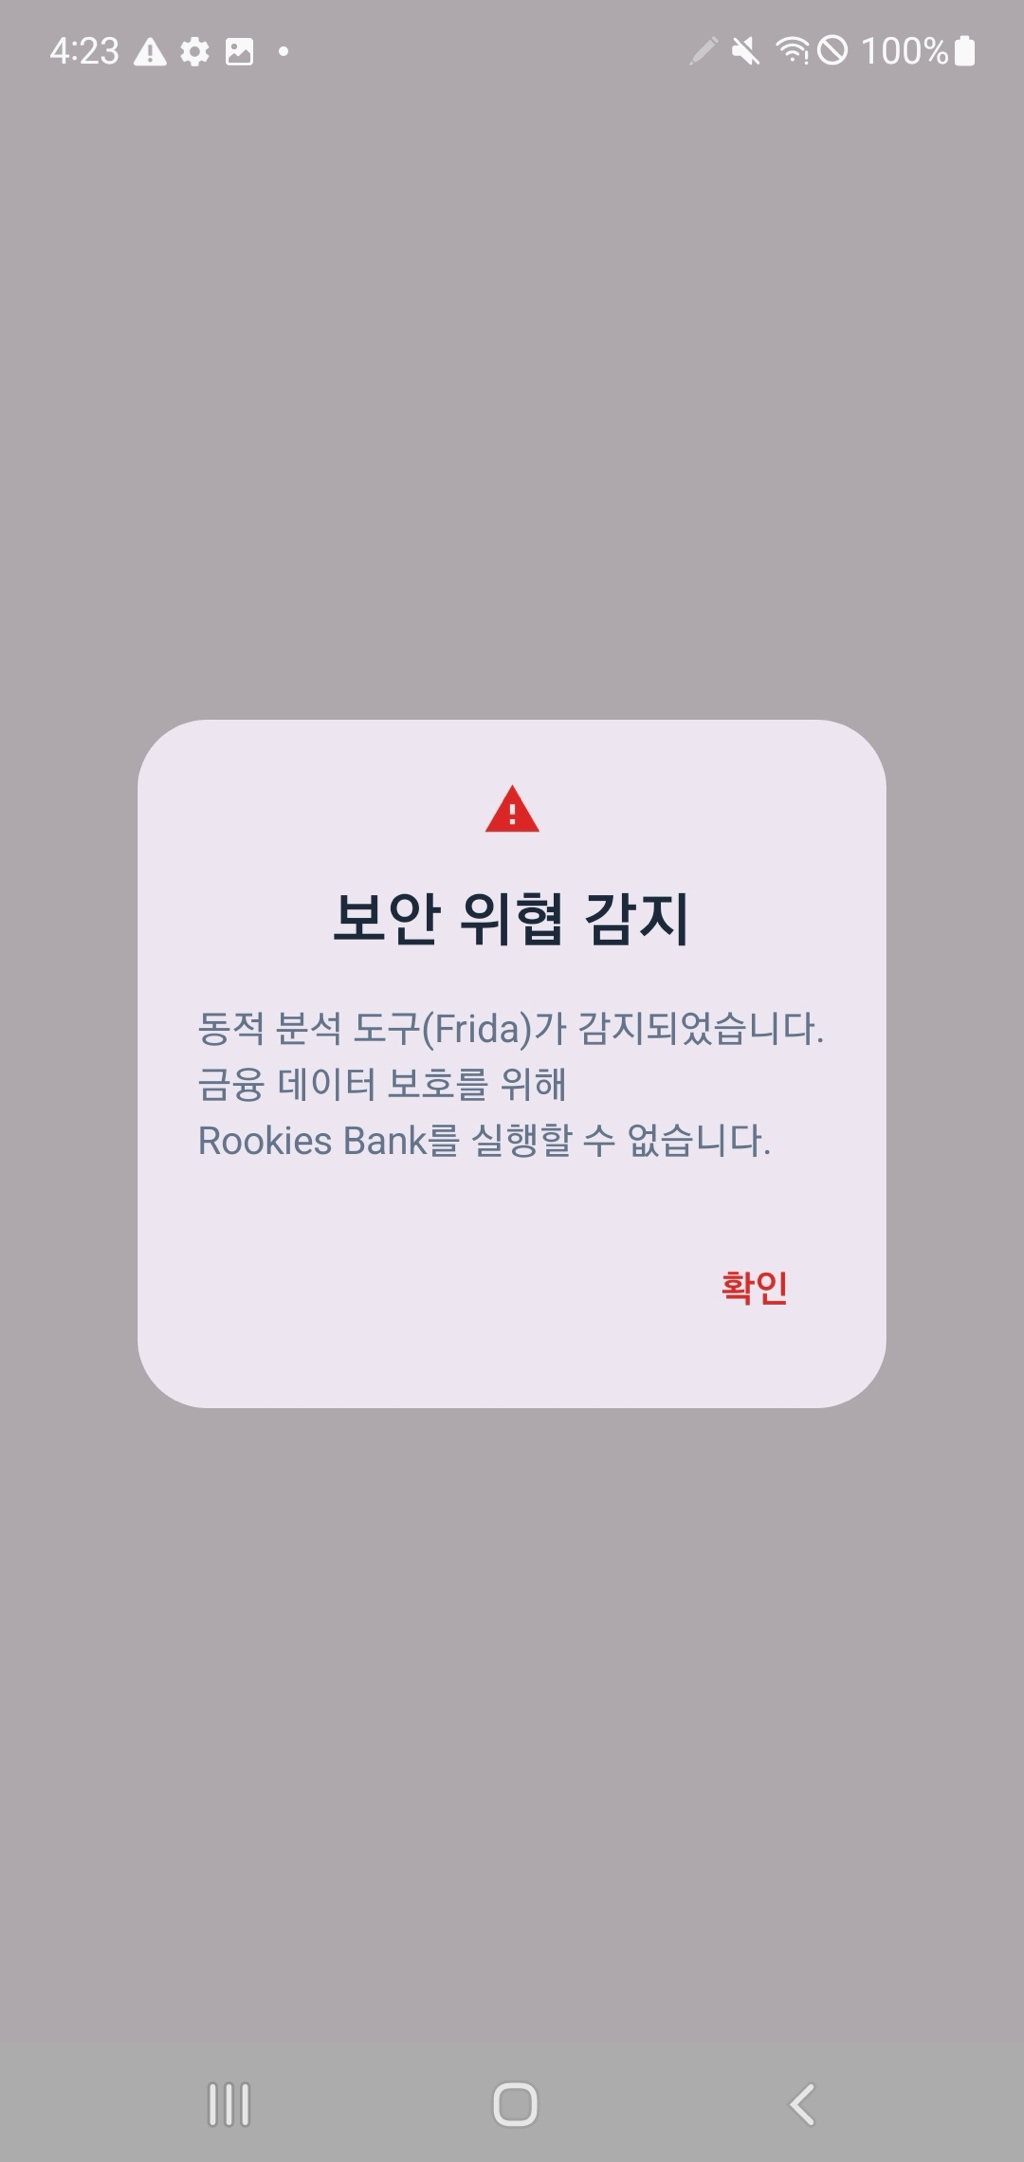 4:23
100%
보안 위협 감지
동적 분석 도구(Frida)가 감지되었습니다.
금융 데이터 보호를 위해
Rookies Bank를 실행할 수 없습니다.
확인